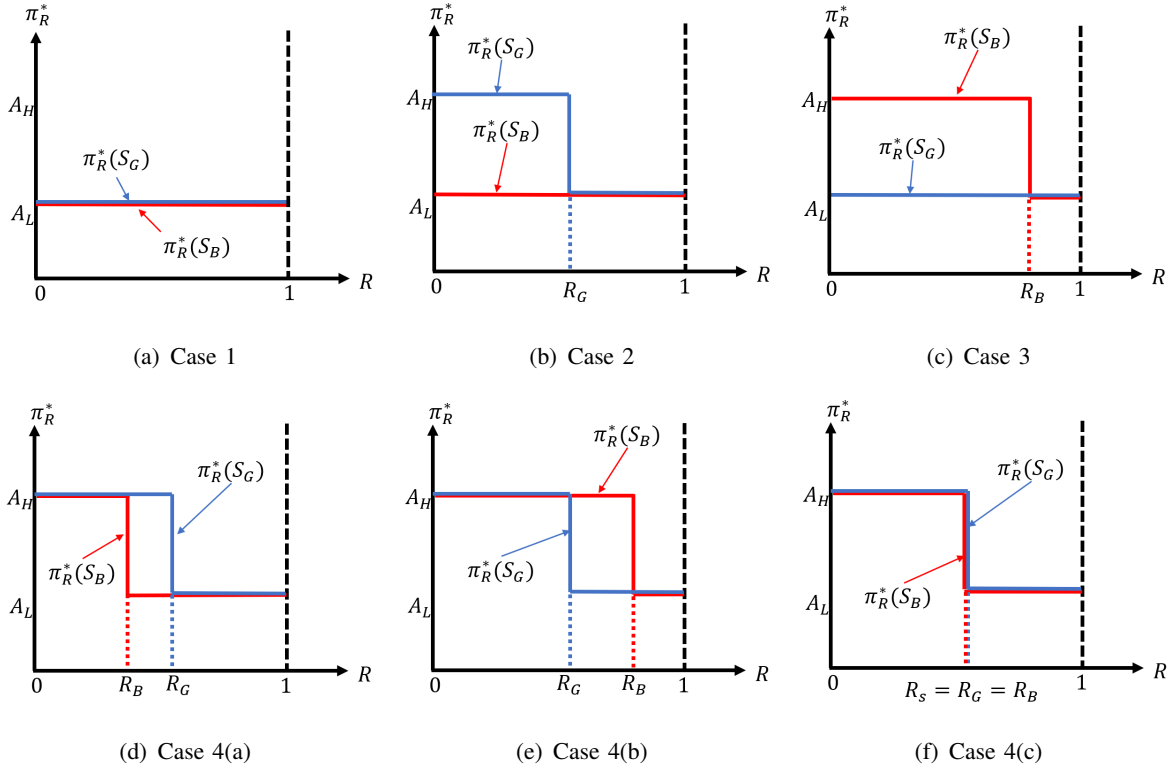 π*_R
A_H
π*_R(S_G)
A_L
π*_R(S_B)
0
1
R
(a) Case 1
π*_R
π*_R(S_G)
A_H
π*_R(S_B)
A_L
0
R_G
1
R
(b) Case 2
π*_R
π*_R(S_B)
A_H
π*_R(S_G)
A_L
0
R_B
1
R
(c) Case 3
π*_R
A_H
π*_R(S_G)
π*_R(S_B)
A_L
0
R_B
R_G
1
R
(d) Case 4(a)
π*_R
π*_R(S_B)
A_H
π*_R(S_G)
A_L
0
R_G
R_B
1
R
(e) Case 4(b)
π*_R
A_H
π*_R(S_G)
π*_R(S_B)
A_L
0
R_s = R_G = R_B
1
R
(f) Case 4(c)